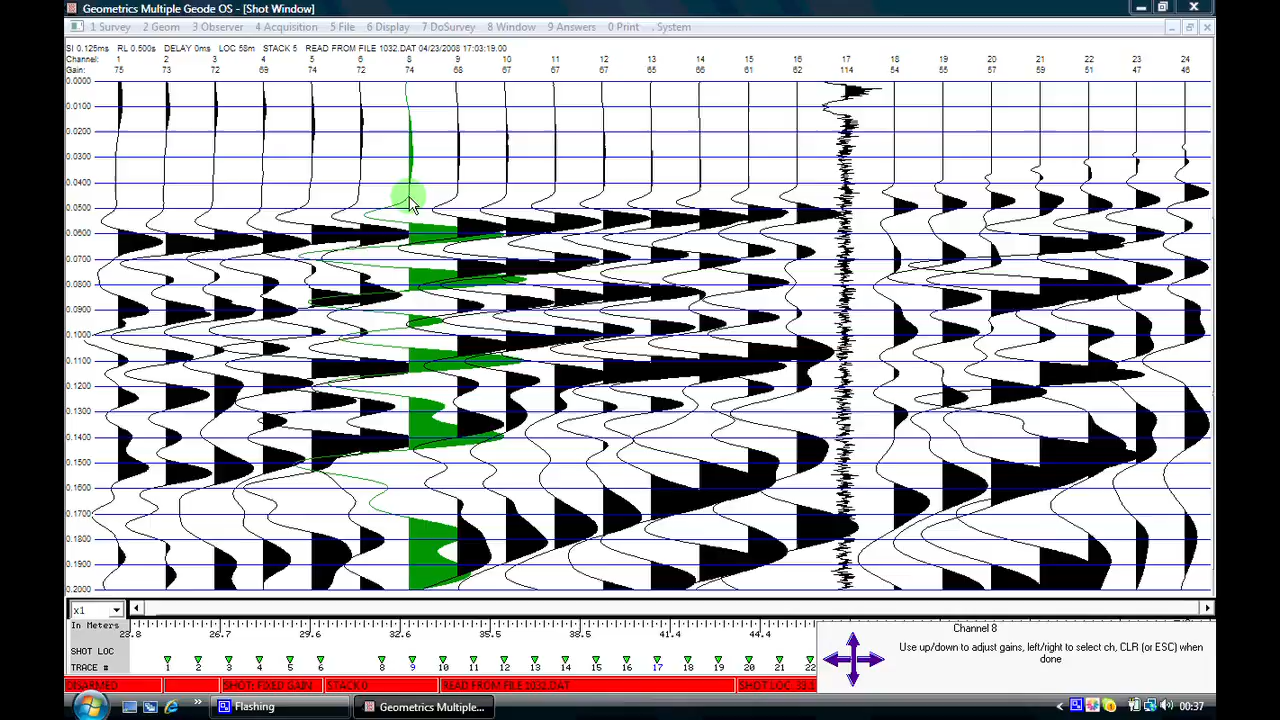 Geometrics Multiple Geode OS - [Shot Window]
1 Survey 2 Geom 3 Observer 4 Acquisition 5 File 6 Display 7 DoSurvey 8 Window 9 Answers 0 Print . System
SI 0.125ms RL 0.500s DELAY 0ms LOC 58m STACK 5 READ FROM FILE 1032.DAT 04/23/2008 17:03:19.00
Channel: 1 2 3 4 5 6 8 9 10 11 12 13 14 15 16 17 18 19 20 21 22 23 24
Gain: 75 73 72 69 74 72 74 68 67 67 67 65 66 61 62 114 54 55 57 59 51 47 46
0.0000
0.0100
0.0200
0.0300
0.0400
0.0500
0.0600
0.0700
0.0800
0.0900
0.1000
0.1100
0.1200
0.1300
0.1400
0.1500
0.1600
0.1700
0.1800
0.1900
0.2000
x1
In Meters 23.8 26.7 29.6 32.6 35.5 38.5 41.4 44.4
SHOT LOC
TRACE # 1 2 3 4 5 6 8 9 10 11 12 13 14 15 16 17 18 19 20 21 22
Channel 8
Use up/down to adjust gains, left/right to select ch, CLR (or ESC) when
done
DISARMED SHOT: FIXED GAIN STACK 0 READ FROM FILE 1032.DAT SHOT LOC: 33.1
Flashing Geometrics Multiple... 00:37